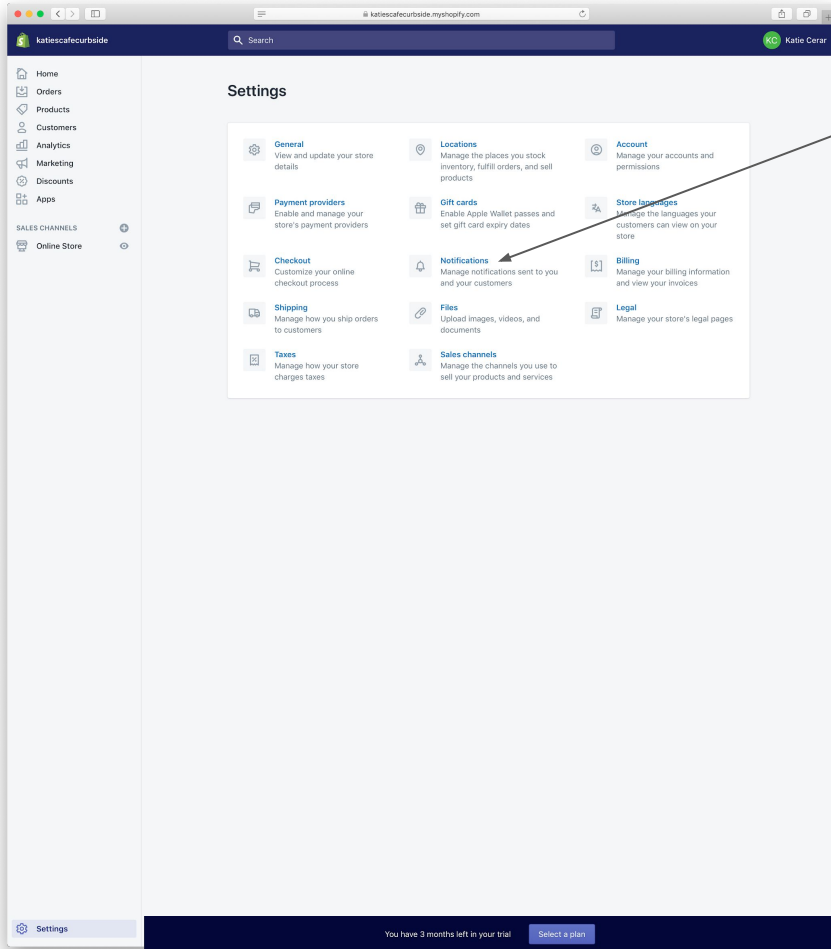 katiescafecurbside.myshopify.com
katiescafecurbside
Search
KC Katie Cerar
Home
Orders
Products
Customers
Analytics
Marketing
Discounts
Apps
SALES CHANNELS
Online Store
Settings
Settings
General
View and update your store
details
Locations
Manage the places you stock
inventory, fulfill orders, and sell
products
Account
Manage your accounts and
permissions
Payment providers
Enable and manage your
store's payment providers
Gift cards
Enable Apple Wallet passes and
set gift card expiry dates
Store languages
Manage the languages your
customers can view on your
store
Checkout
Customize your online
checkout process
Notifications
Manage notifications sent to you
and your customers
Billing
Manage your billing information
and view your invoices
Shipping
Manage how you ship orders
to customers
Files
Upload images, videos, and
documents
Legal
Manage your store's legal pages
Taxes
Manage how your store
charges taxes
Sales channels
Manage the channels you use to
sell your products and services
You have 3 months left in your trial
Select a plan